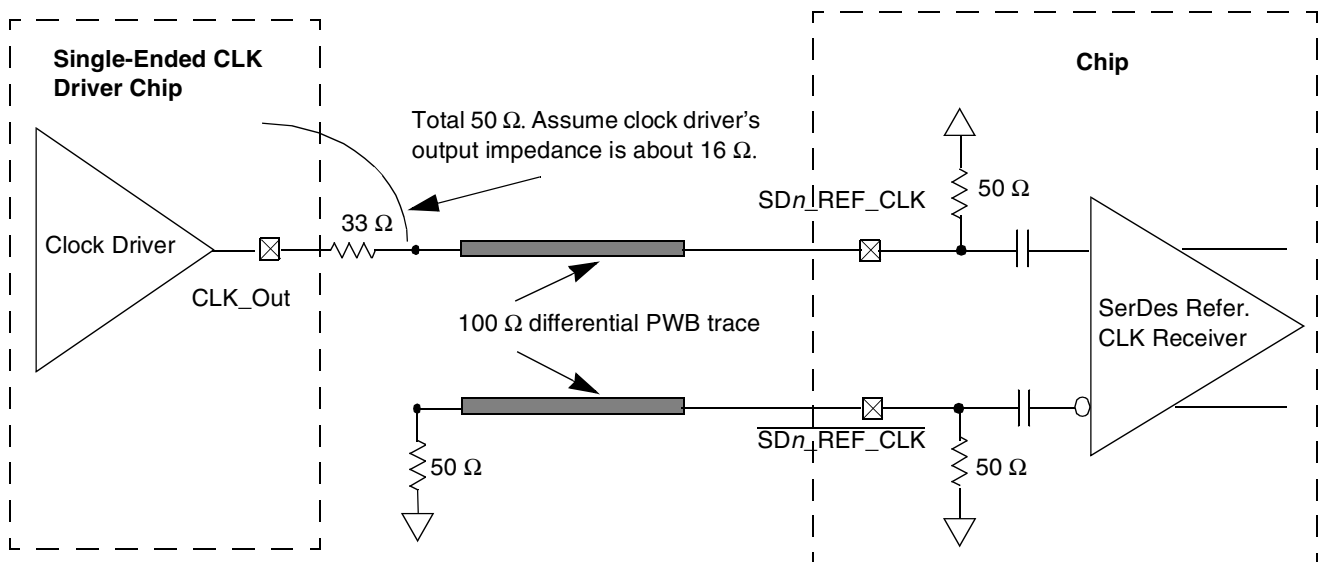 Single-Ended CLK
Driver Chip
Chip
Total 50 Ω. Assume clock driver's
output impedance is about 16 Ω.
SDn_REF_CLK
50 Ω
33 Ω
Clock Driver
CLK_Out
100 Ω differential PWB trace
SerDes Refer.
CLK Receiver
SDn_REF_CLK
50 Ω
50 Ω